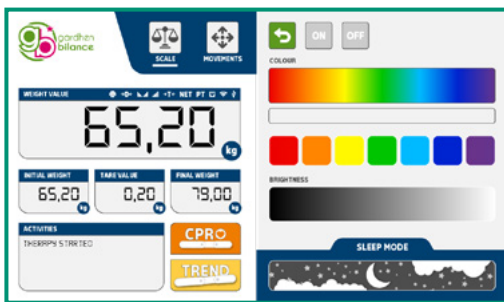 gardhen
bilance
SCALE
MOVEMENTS
ON
OFF
COLOUR
WEIGHT VALUE
NET PT
65,20
kg
INITIAL WEIGHT
TARE VALUE
FINAL WEIGHT
65,20
kg
0,20
kg
79,00
kg
ACTIVITIES
THERAPY STARTED
CPR
TREND
BRIGHTNESS
SLEEP MODE